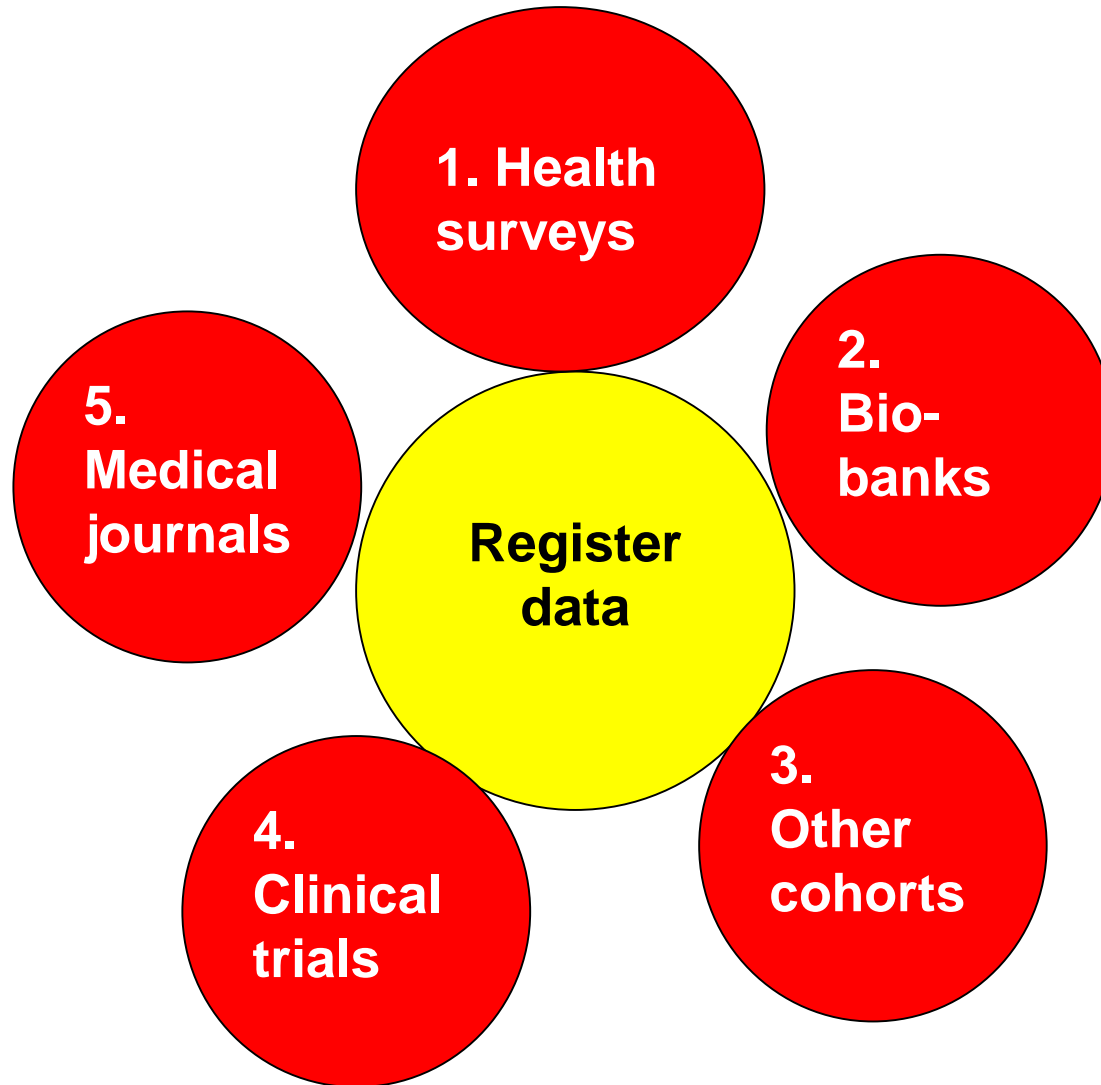 1. Health
surveys
2.
Bio-
banks
3.
Other
cohorts
4.
Clinical
trials
5.
Medical
journals
Register
data